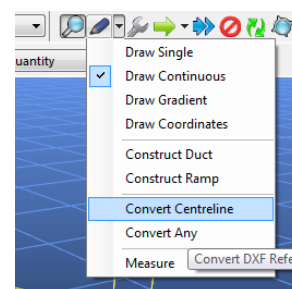 uantity
Draw Single
Draw Continuous
Draw Gradient
Draw Coordinates
Construct Duct
Construct Ramp
Convert Centreline
Convert Any
Measure
Convert DXF Refe